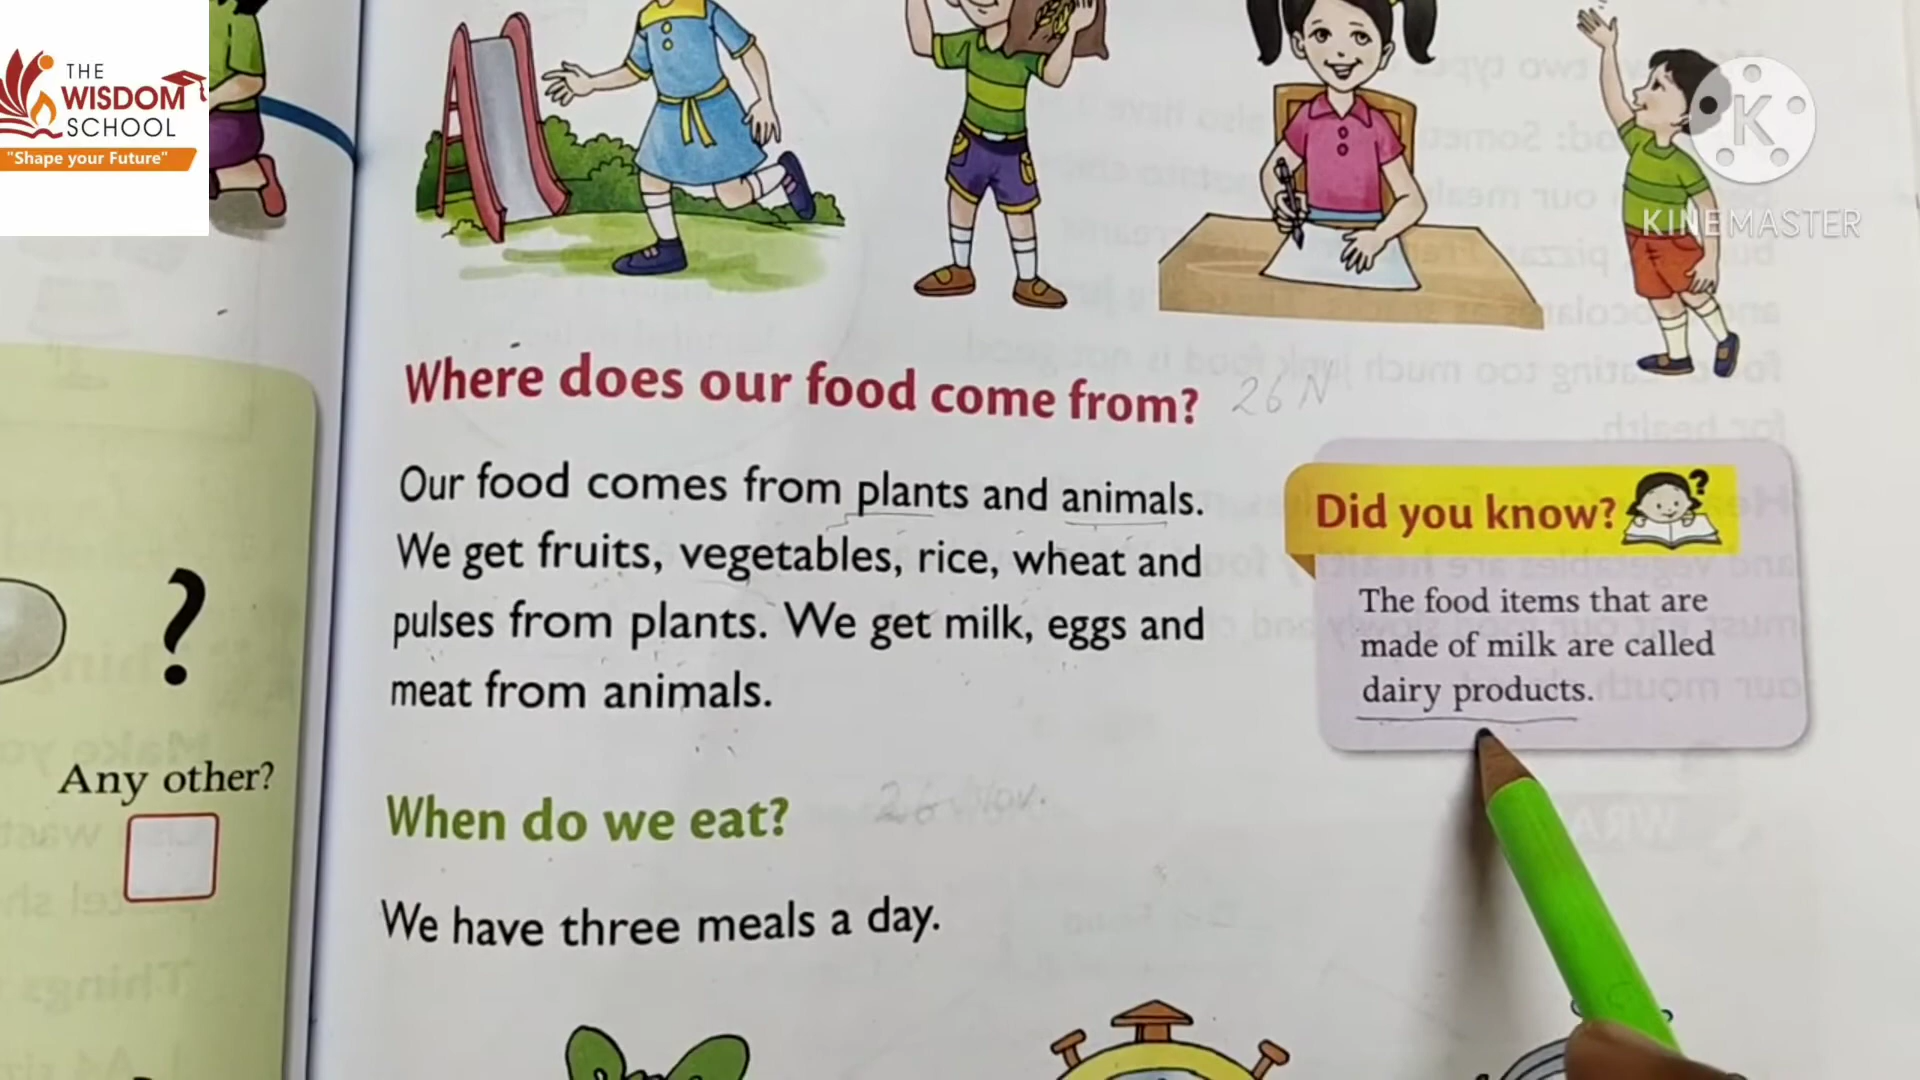 THE
WISDOM
SCHOOL
"Shape your Future"
K
KINEMASTER
Where does our food come from?
26 N
Our food comes from plants and animals.
We get fruits, vegetables, rice, wheat and
pulses from plants. We get milk, eggs and
meat from animals.
Did you know?
The food items that are
made of milk are called
dairy products.
?
Any other?
When do we eat?
26 Nov.
We have three meals a day.